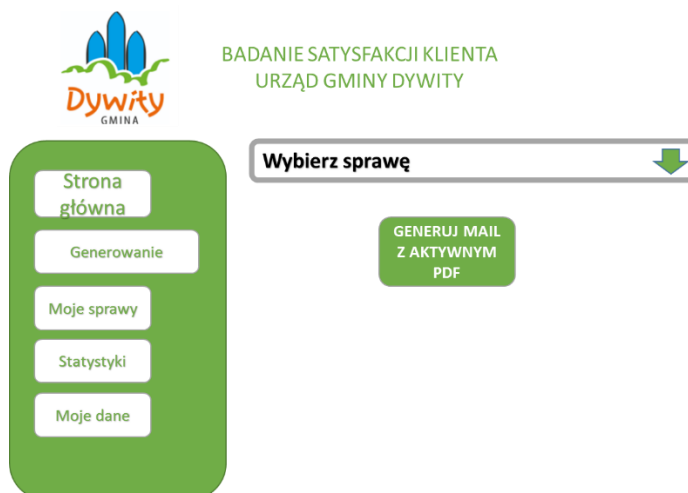 Dywity
GMINA
BADANIE SATYSFAKCJI KLIENTA
URZĄD GMINY DYWITY
Strona
główna
Generowanie
Moje sprawy
Statystyki
Moje dane
Wybierz sprawę
GENERUJ MAIL
Z AKTYWNYM
PDF